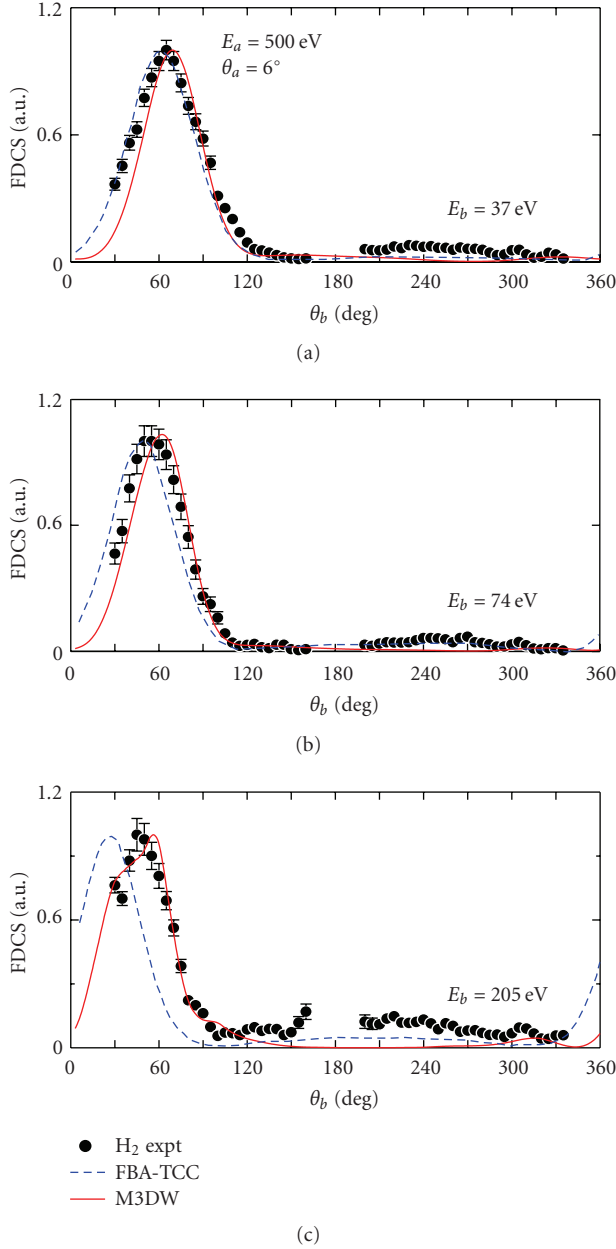 (a)
E_a = 500 eV
θ_a = 6°
1.2
0.6
0
FDCS (a.u.)
E_b = 37 eV
0 60 120 180 240 300 360
θ_b (deg)
(a)
1.2
0.6
0
FDCS (a.u.)
E_b = 74 eV
0 60 120 180 240 300 360
θ_b (deg)
(b)
1.2
0.6
0
FDCS (a.u.)
E_b = 205 eV
0 60 120 180 240 300 360
θ_b (deg)
H₂ expt
FBA-TCC
M3DW
(c)